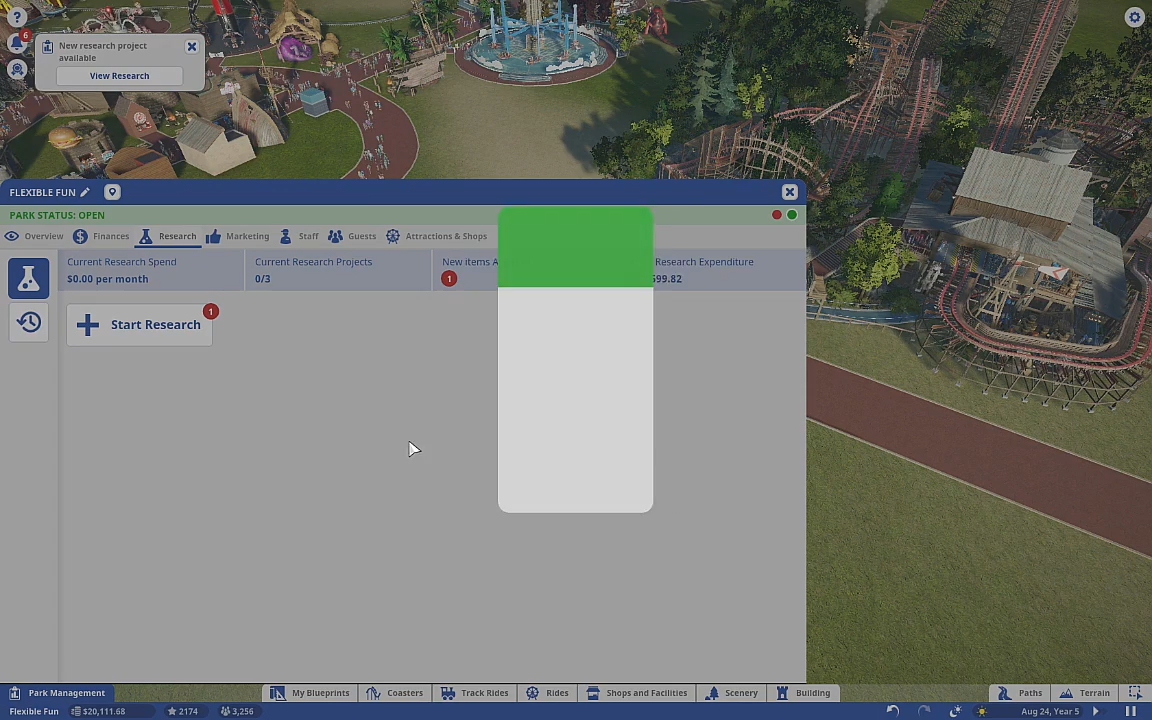 ?
6
New research project
available
View Research
FLEXIBLE FUN
PARK STATUS: OPEN
Overview
Finances
Research
Marketing
Staff
Guests
Attractions & Shops
Current Research Spend
$0.00 per month
Current Research Projects
0/3
New items
1
Research Expenditure
99.82
Start Research
1
Park Management
My Blueprints
Coasters
Track Rides
Rides
Shops and Facilities
Scenery
Building
Paths
Terrain
Flexible Fun
$20,111.68
2174
3,256
Aug 24, Year 5